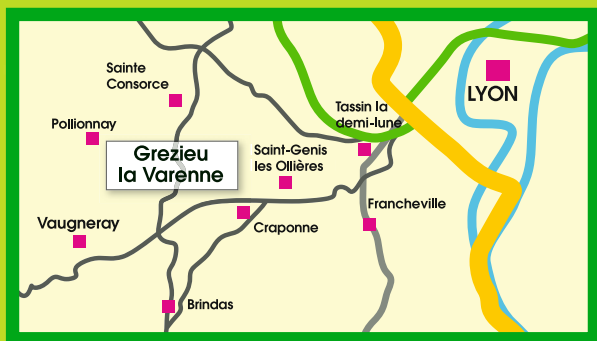 Sainte
Consorce
LYON
Tassin la
demi-lune
Pollionnay
Grezieu
la Varenne
Saint-Genis
les Ollières
Francheville
Vaugneray
Craponne
Brindas